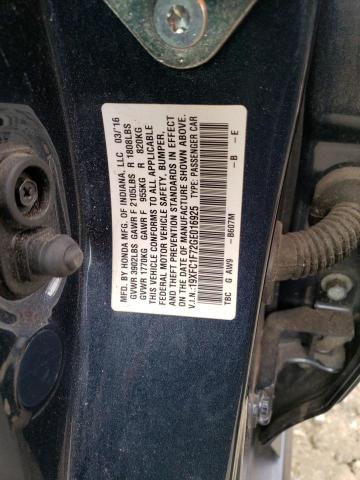 MFD. BY HONDA MFG. OF INDIANA, LLC 03/16
GVWR 3902LBS GAWR F 2105LBS R 1808LBS
GVWR 1770KG GAWR F 955KG R 820KG
THIS VEHICLE CONFORMS TO ALL APPLICABLE
FEDERAL MOTOR VEHICLE SAFETY, BUMPER,
AND THEFT PREVENTION STANDARDS IN EFFECT
ON THE DATE OF MANUFACTURE SHOWN ABOVE.
V.I.N.:19XFC1F72GE016925 TYPE: PASSENGER CAR
TBC G AW9 -B607M -B -E